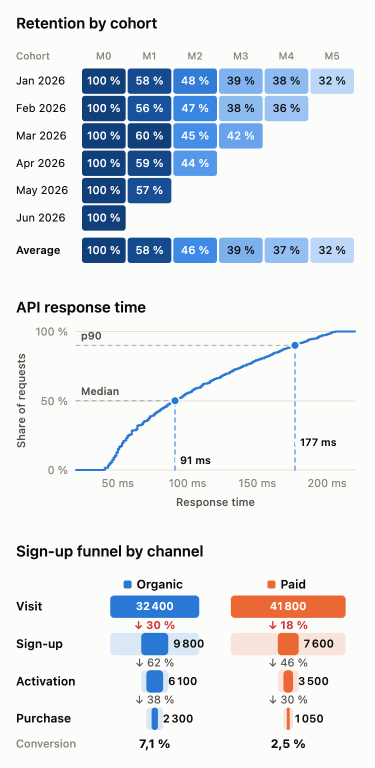 Retention by cohort
Cohort M0 M1 M2 M3 M4 M5
Jan 2026 100 % 58 % 48 % 39 % 38 % 32 %
Feb 2026 100 % 56 % 47 % 38 % 36 %
Mar 2026 100 % 60 % 45 % 42 %
Apr 2026 100 % 59 % 44 %
May 2026 100 % 57 %
Jun 2026 100 %
Average 100 % 58 % 46 % 39 % 37 % 32 %
API response time
100 %
p90
Median
50 %
177 ms
91 ms
0 %
Share of requests
50 ms 100 ms 150 ms 200 ms
Response time
Sign-up funnel by channel
Organic Paid
Visit 32 400 41 800
↓ 30 % ↓ 18 %
Sign-up 9 800 7 600
↓ 62 % ↓ 46 %
Activation 6 100 3 500
↓ 38 % ↓ 30 %
Purchase 2 300 1 050
Conversion 7,1 % 2,5 %